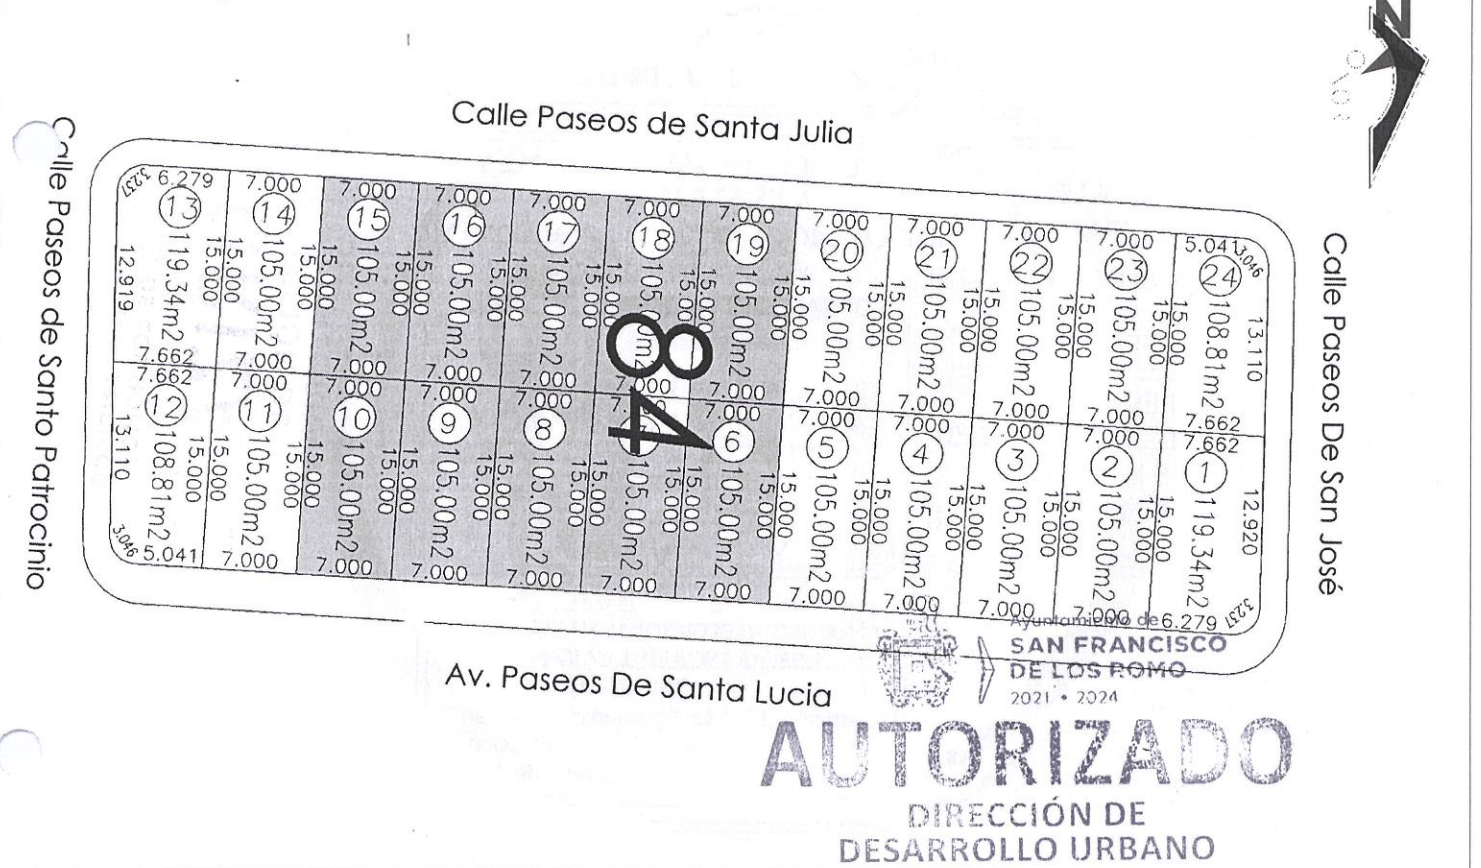 Calle Paseos de Santa Julia
Calle Paseos de Santo Patrocinio
Calle Paseos De San José
Av. Paseos De Santa Lucia
84
3.237 6.279 7.000 7.000 7.000 7.000 7.000 7.000 7.000 7.000 7.000 7.000 5.041 3.046
13 14 15 16 17 18 19 20 21 22 23 24
12.919 119.34m2 15.000
15.000 105.00m2 15.000
15.000 105.00m2 15.000
15.000 105.00m2 15.000
15.000 105.00m2 15.000
15.000 105.00m2 15.000
15.000 105.00m2 15.000
15.000 105.00m2 15.000
15.000 105.00m2 15.000
15.000 105.00m2 15.000
15.000 105.00m2 15.000
15.000 108.81m2 13.110
7.662 7.000 7.000 7.000 7.000 7.000 7.000 7.000 7.000 7.000 7.000 7.662
7.662 7.000 7.000 7.000 7.000 7.000 7.000 7.000 7.000 7.000 7.662
12 11 10 9 8 6 5 4 3 2 1
13.110 108.81m2 15.000
15.000 105.00m2 15.000
15.000 105.00m2 15.000
15.000 105.00m2 15.000
15.000 105.00m2 15.000
15.000 105.00m2 15.000
15.000 105.00m2 15.000
15.000 105.00m2 15.000
15.000 105.00m2 15.000
15.000 105.00m2 15.000
15.000 105.00m2 15.000
15.000 119.34m2 12.920
3.046 5.041 7.000 7.000 7.000 7.000 7.000 7.000 7.000 7.000 7.000 7.000 6.279 3.237
Ayuntamiento de
SAN FRANCISCO
DE LOS ROMO
2021 • 2024
AUTORIZADO
DIRECCIÓN DE
DESARROLLO URBANO